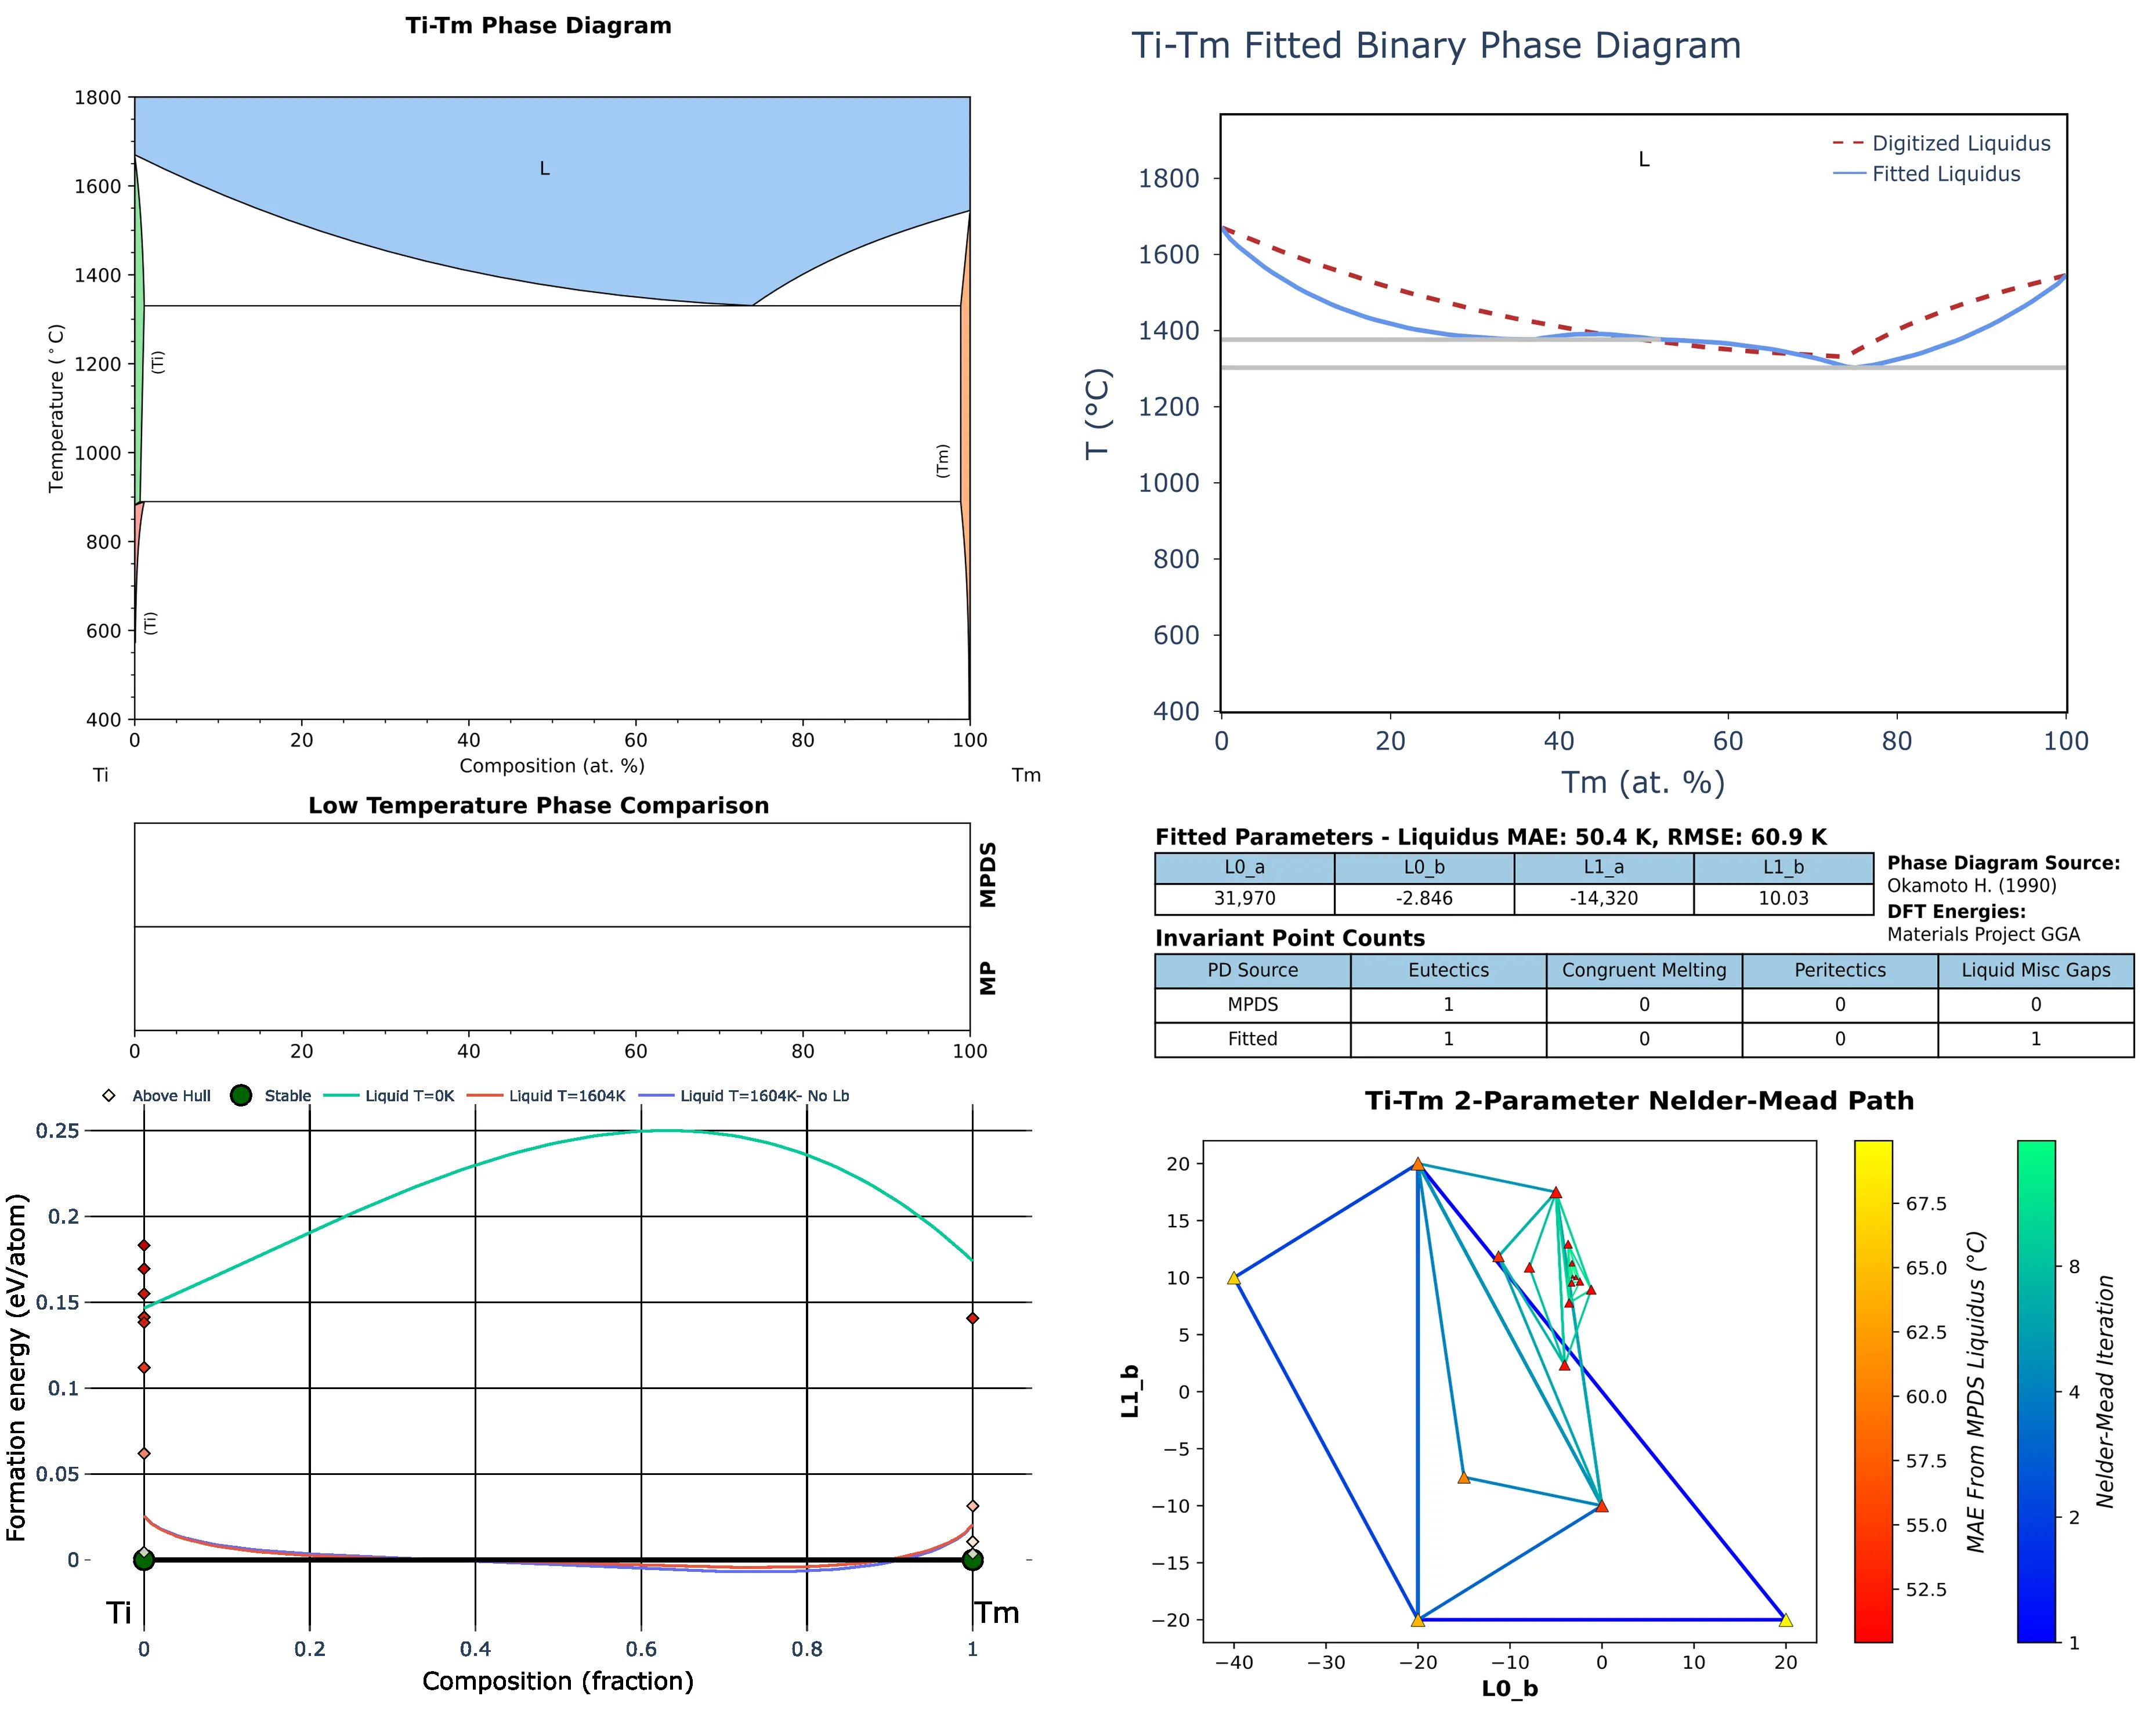 Ti-Tm Phase Diagram
1800
1600
1400
1200
1000
800
600
400
Temperature (°C)
L
(Ti)
(Tm)
(Ti)
0 20 40 60 80 100
Ti Composition (at. %) Tm
Ti-Tm Fitted Binary Phase Diagram
L
Digitized Liquidus
Fitted Liquidus
1800
1600
1400
1200
1000
800
600
400
T (°C)
0 20 40 60 80 100
Tm (at. %)
Low Temperature Phase Comparison
MPDS
MP
0 20 40 60 80 100
Fitted Parameters - Liquidus MAE: 50.4 K, RMSE: 60.9 K
L0_a L0_b L1_a L1_b
31,970 -2.846 -14,320 10.03
Phase Diagram Source:
Okamoto H. (1990)
DFT Energies:
Materials Project GGA
Invariant Point Counts
PD Source Eutectics Congruent Melting Peritectics Liquid Misc Gaps
MPDS 1 0 0 0
Fitted 1 0 0 1
Above Hull Stable Liquid T=0K Liquid T=1604K Liquid T=1604K- No Lb
0.25
0.2
0.15
0.1
0.05
0
Formation energy (eV/atom)
Ti Tm
0 0.2 0.4 0.6 0.8 1
Composition (fraction)
Ti-Tm 2-Parameter Nelder-Mead Path
20
15
10
5
0
−5
−10
−15
−20
L1_b
−40 −30 −20 −10 0 10 20
L0_b
67.5
65.0
62.5
60.0
57.5
55.0
52.5
MAE From MPDS Liquidus (°C)
8
4
2
1
Nelder-Mead Iteration